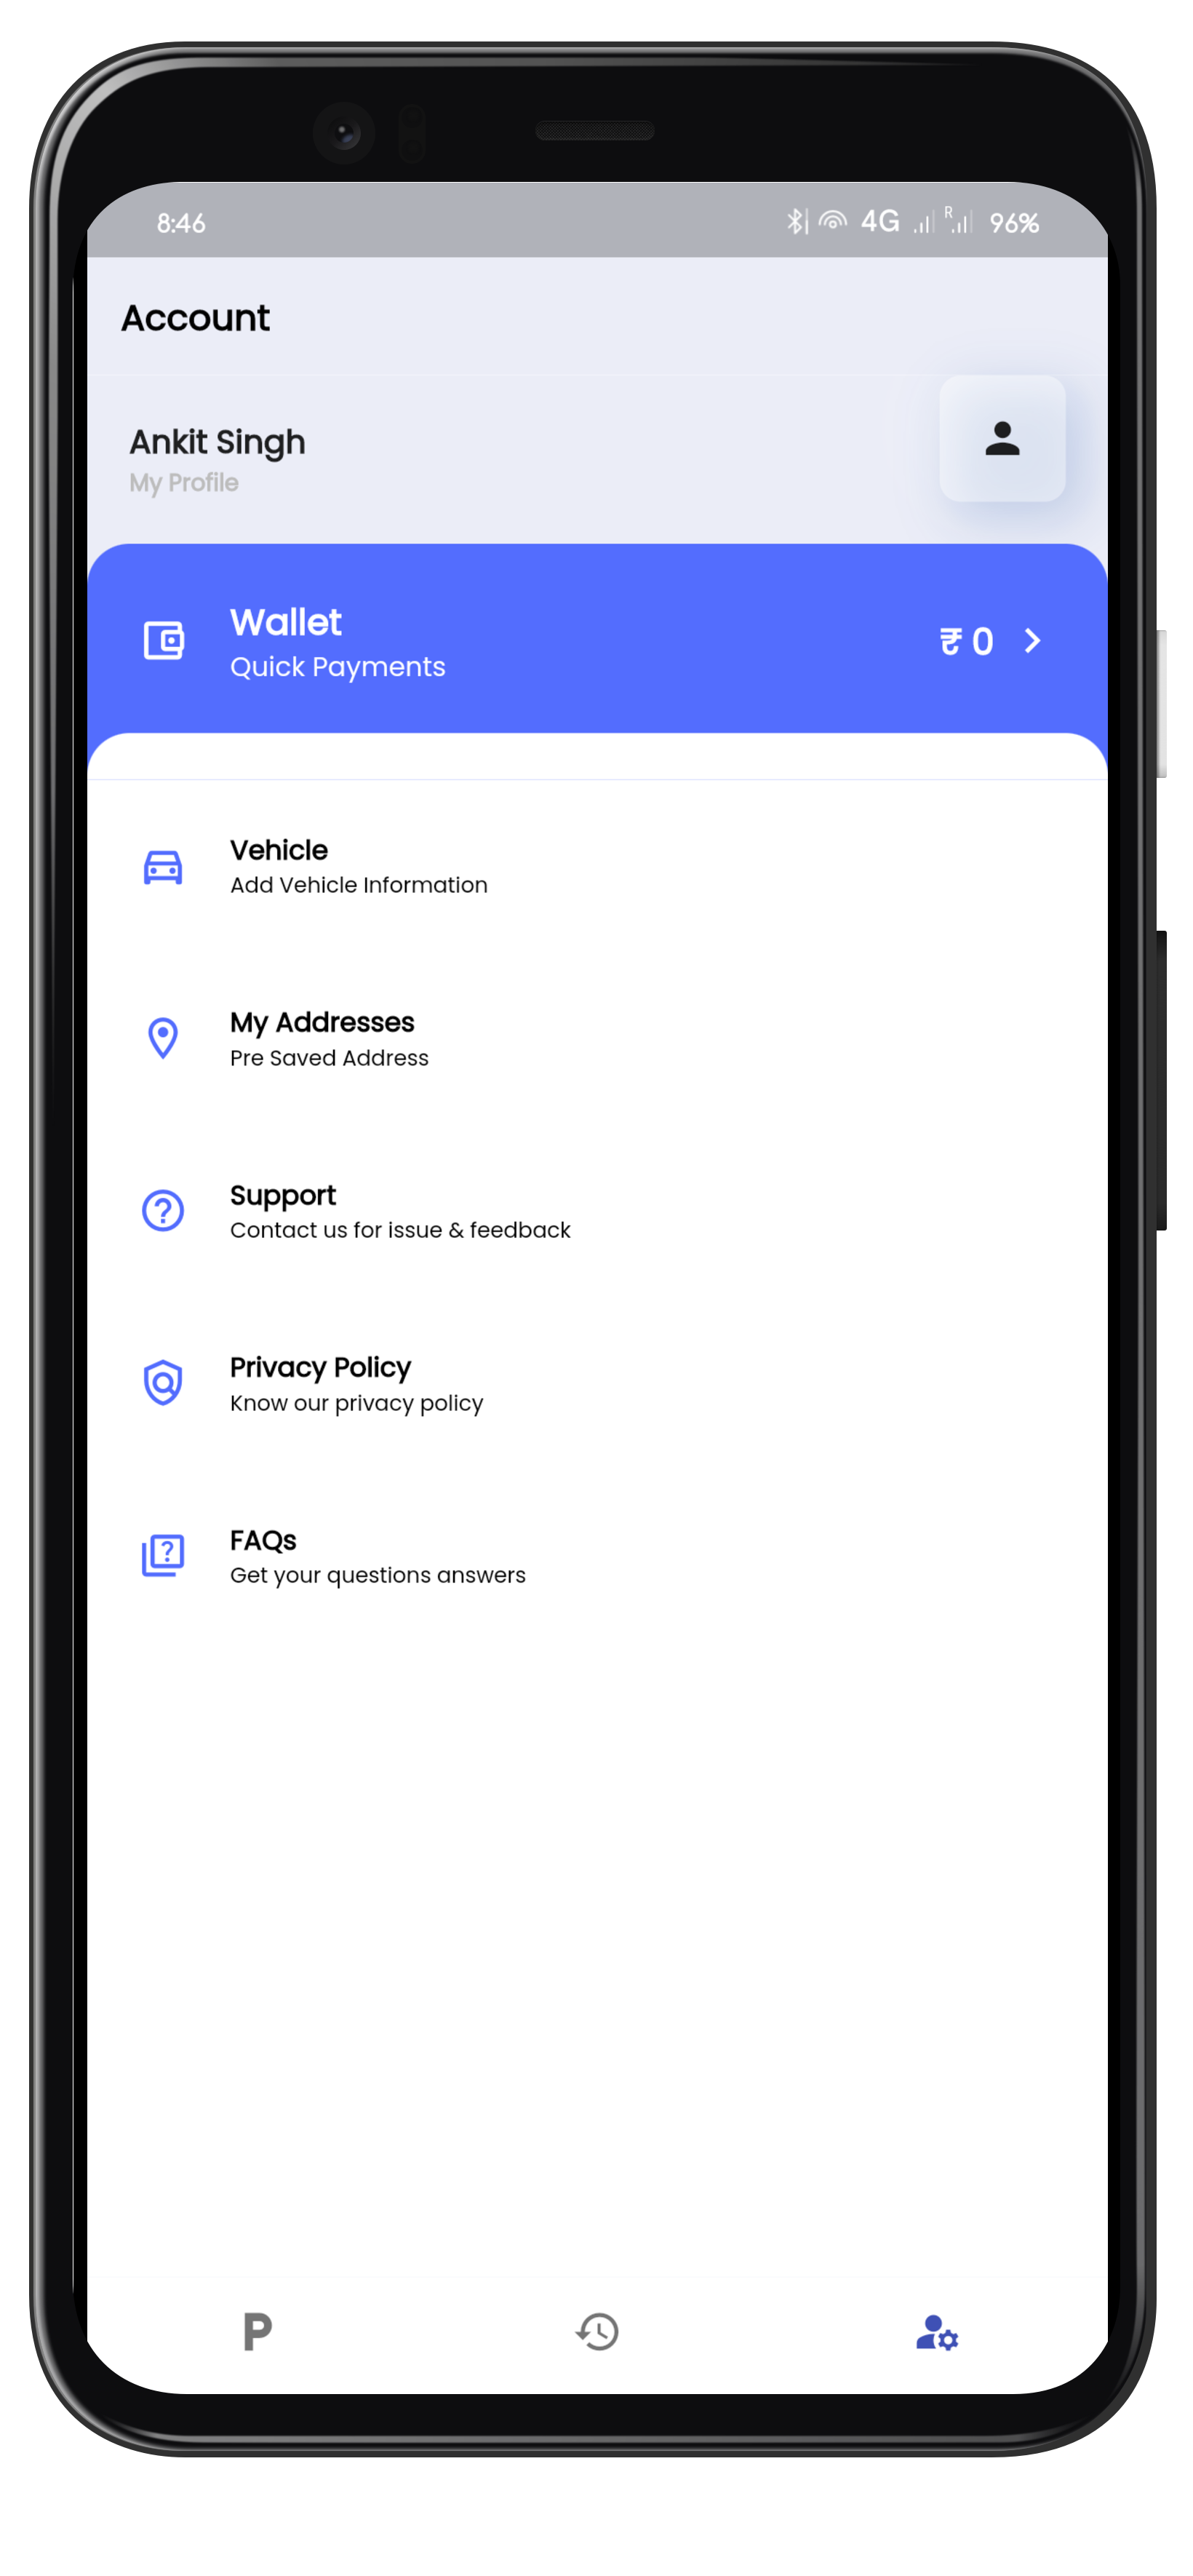 8:46 4G R 96%
Account
Ankit Singh
My Profile
Wallet
Quick Payments
₹ 0
Vehicle
Add Vehicle Information
My Addresses
Pre Saved Address
Support
Contact us for issue & feedback
Privacy Policy
Know our privacy policy
FAQs
Get your questions answers
P